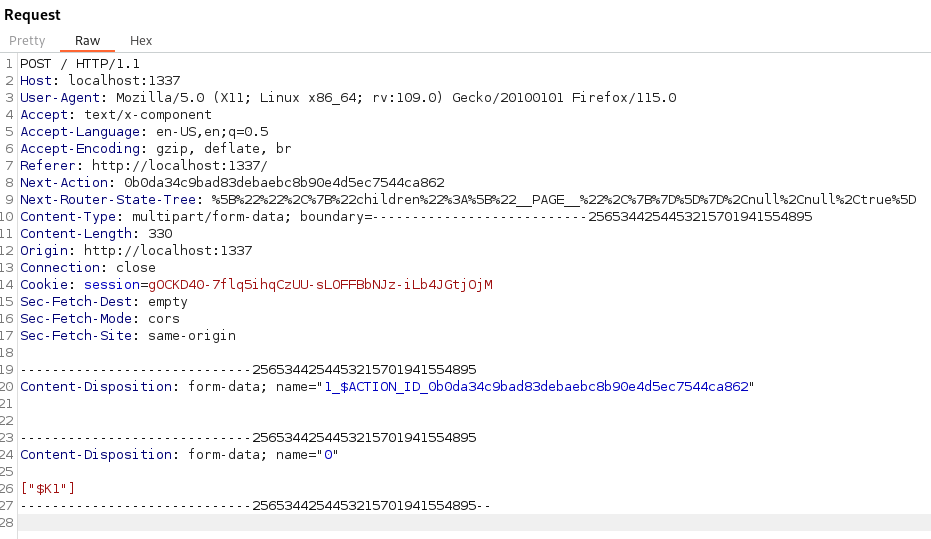 Request
Pretty Raw Hex
1 POST / HTTP/1.1
2 Host: localhost:1337
3 User-Agent: Mozilla/5.0 (X11; Linux x86_64; rv:109.0) Gecko/20100101 Firefox/115.0
4 Accept: text/x-component
5 Accept-Language: en-US,en;q=0.5
6 Accept-Encoding: gzip, deflate, br
7 Referer: http://localhost:1337/
8 Next-Action: 0b0da34c9bad83debaebc8b90e4d5ec7544ca862
9 Next-Router-State-Tree: %5B%22%22%2C%7B%22children%22%3A%5B%22__PAGE__%22%2C%7B%7D%5D%7D%2Cnull%2Cnull%2Ctrue%5D
10 Content-Type: multipart/form-data; boundary=---------------------------2565344254453215701941554895
11 Content-Length: 330
12 Origin: http://localhost:1337
13 Connection: close
14 Cookie: session=gOCKD40-7flq5ihqCzUU-sLOFFBbNJz-iLb4JGtjOjM
15 Sec-Fetch-Dest: empty
16 Sec-Fetch-Mode: cors
17 Sec-Fetch-Site: same-origin
18
19 -----------------------------2565344254453215701941554895
20 Content-Disposition: form-data; name="1_$ACTION_ID_0b0da34c9bad83debaebc8b90e4d5ec7544ca862"
21
22
23 -----------------------------2565344254453215701941554895
24 Content-Disposition: form-data; name="0"
25
26 ["$K1"]
27 -----------------------------2565344254453215701941554895--
28